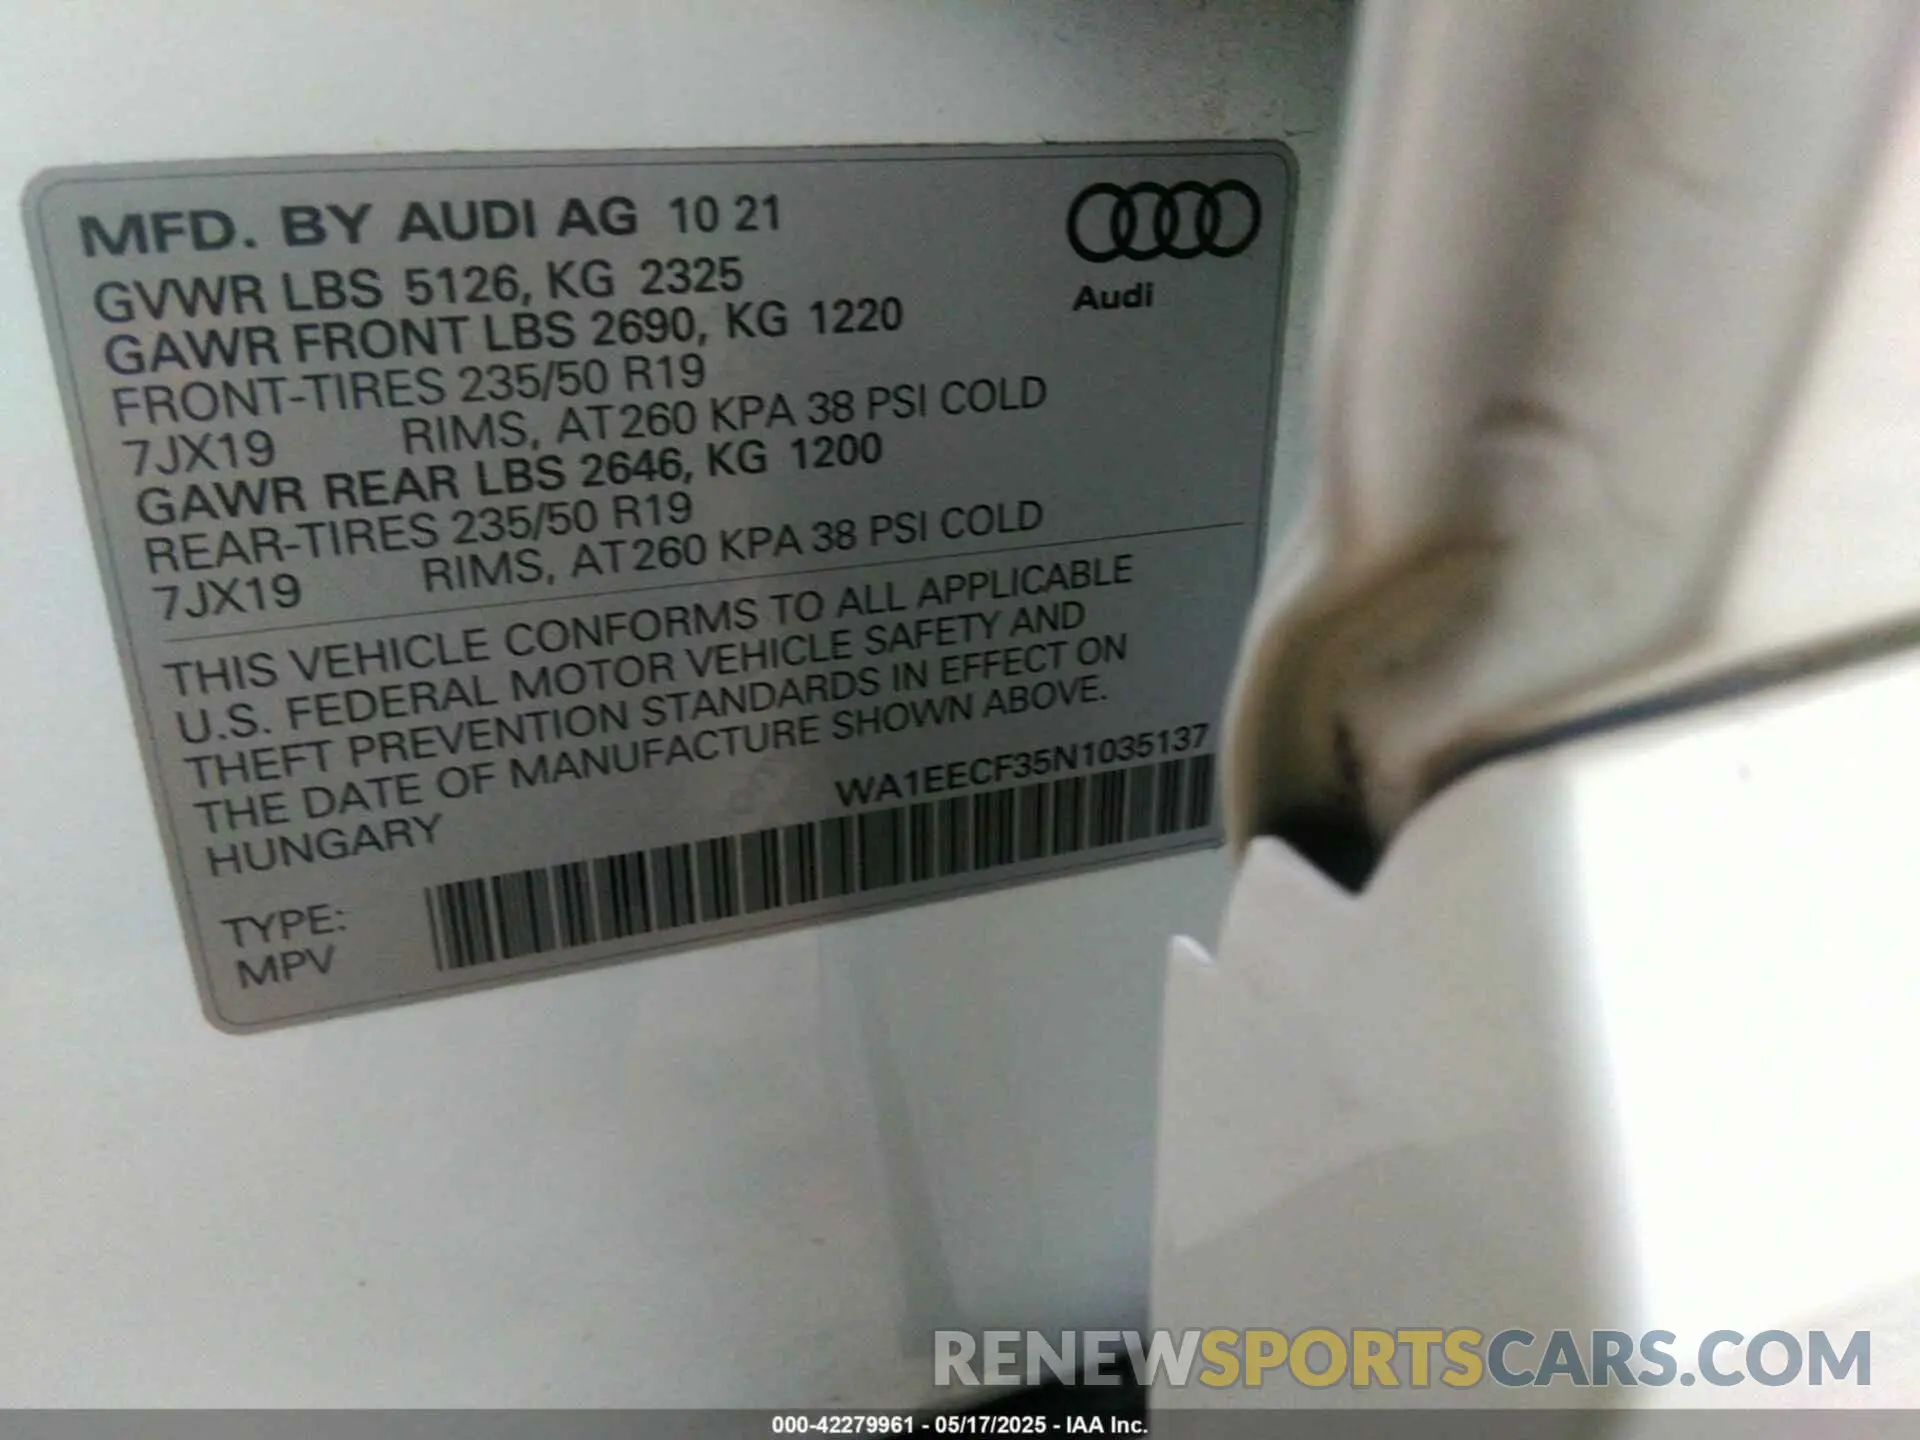 MFD. BY AUDI AG 10 21
GVWR LBS 5126, KG 2325
GAWR FRONT LBS 2690, KG 1220
FRONT-TIRES 235/50 R19
7JX19 RIMS, AT 260 KPA 38 PSI COLD
GAWR REAR LBS 2646, KG 1200
REAR-TIRES 235/50 R19
7JX19 RIMS, AT 260 KPA 38 PSI COLD
Audi
THIS VEHICLE CONFORMS TO ALL APPLICABLE
U.S. FEDERAL MOTOR VEHICLE SAFETY AND
THEFT PREVENTION STANDARDS IN EFFECT ON
THE DATE OF MANUFACTURE SHOWN ABOVE.
HUNGARY
WA1EECF35N1035137
TYPE:
MPV
RENEWSPORTSCARS.COM
000-42279961 - 05/17/2025 - IAA Inc.